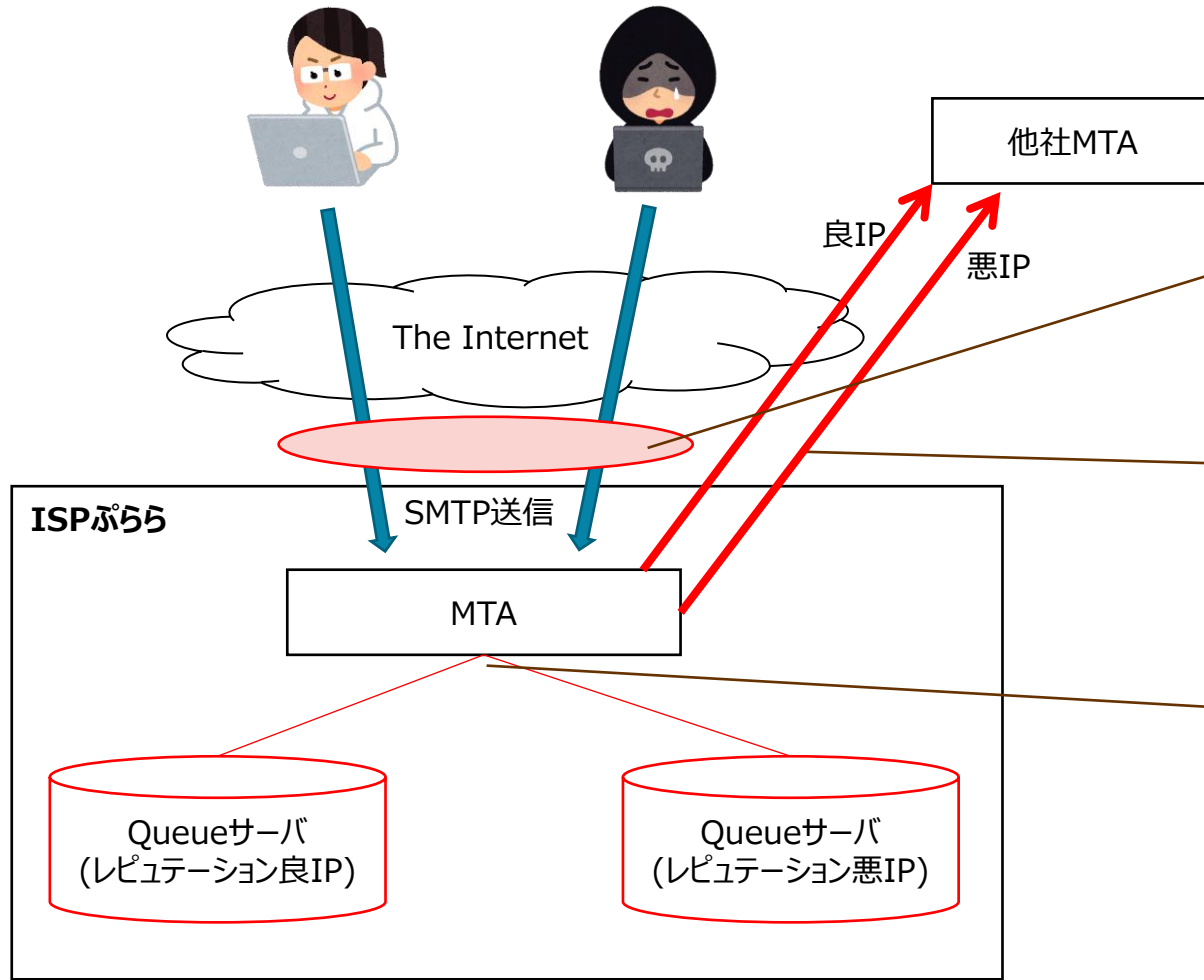 他社MTA
良IP
悪IP
The Internet
ISPぷらら
SMTP送信
MTA
Queueサーバ
(レピュテーション良IP)
Queueサーバ
(レピュテーション悪IP)